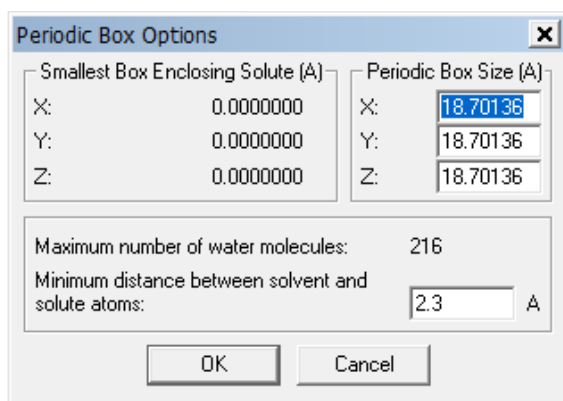 Periodic Box Options
Smallest Box Enclosing Solute (A)
X: 0.0000000
Y: 0.0000000
Z: 0.0000000
Periodic Box Size (A)
X: 18.70136
Y: 18.70136
Z: 18.70136
Maximum number of water molecules: 216
Minimum distance between solvent and
solute atoms: 2.3 A
OK Cancel